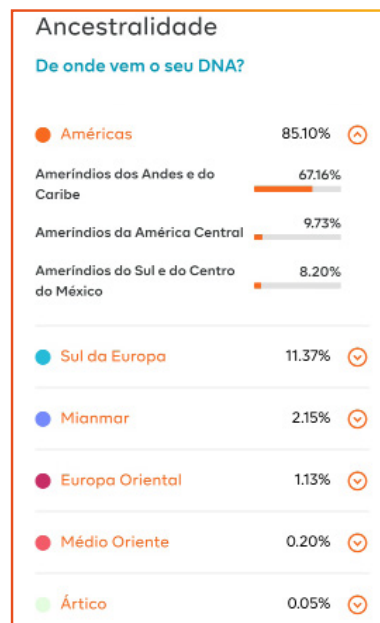 Ancestralidade
De onde vem o seu DNA?
Américas 85.10%
Ameríndios dos Andes e do 67.16%
Caribe
Ameríndios da América Central 9.73%
Ameríndios do Sul e do Centro 8.20%
do México
Sul da Europa 11.37%
Mianmar 2.15%
Europa Oriental 1.13%
Médio Oriente 0.20%
Ártico 0.05%